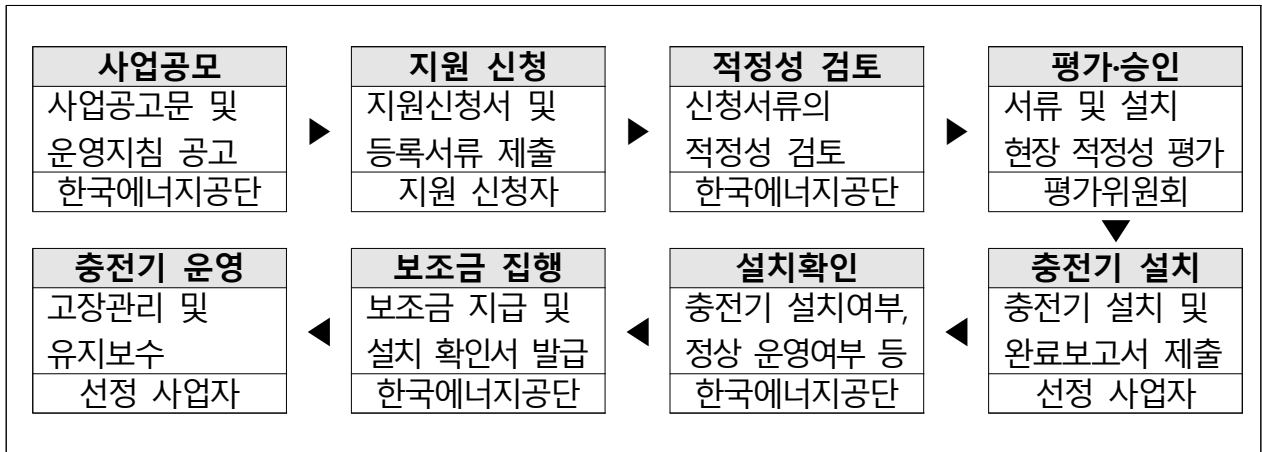 사업공모
사업공고문 및
운영지침 공고
한국에너지공단
▶
지원 신청
지원신청서 및
등록서류 제출
지원 신청자
▶
적정성 검토
신청서류의
적정성 검토
한국에너지공단
▶
평가·승인
서류 및 설치
현장 적정성 평가
평가위원회
▼
충전기 설치
충전기 설치 및
완료보고서 제출
선정 사업자
◀
설치확인
충전기 설치여부,
정상 운영여부 등
한국에너지공단
◀
보조금 집행
보조금 지급 및
설치 확인서 발급
한국에너지공단
◀
충전기 운영
고장관리 및
유지보수
선정 사업자